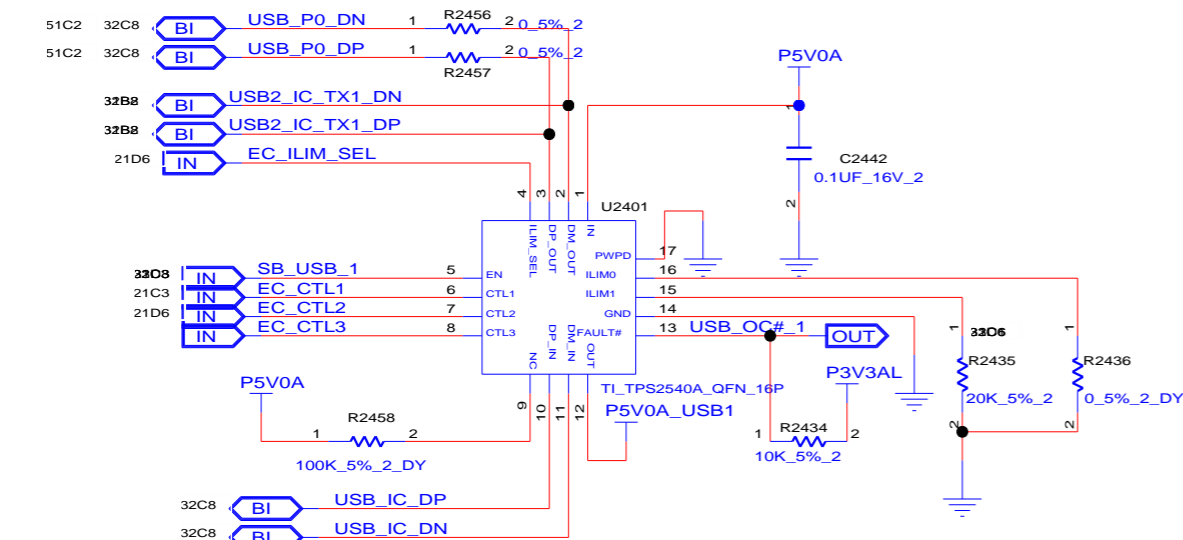 51C2 32C8 BI USB_P0_DN 1 R2456 2 0_5%_2
51C2 32C8 BI USB_P0_DP 1 2 0_5%_2
R2457
P5V0A
BI USB2_IC_TX1_DN 1
BI USB2_IC_TX1_DP
21D6 IN EC_ILIM_SEL
C2442
0.1UF_16V_2
2
4 3 2 1
U2401
ILIM_SEL DP_OUT DM_OUT IN
PWPD 17
IN SB_USB_1 5 EN ILIM0 16
21C3 IN EC_CTL1 6 CTL1 ILIM1 15
21D6 IN EC_CTL2 7 CTL2 GND 14
IN EC_CTL3 8 CTL3 FAULT# 13 USB_OC#_1 OUT
1 1
NC DP_IN DM_IN OUT
R2435 R2436
20K_5%_2 0_5%_2_DY
2 2
TI_TPS2540A_QFN_16P
P3V3AL
P5V0A
9 10 11 12
P5V0A_USB1
1 R2458 2
100K_5%_2_DY
1 R2434 2
10K_5%_2
32C8 BI USB_IC_DP
32C8 BI USB_IC_DN